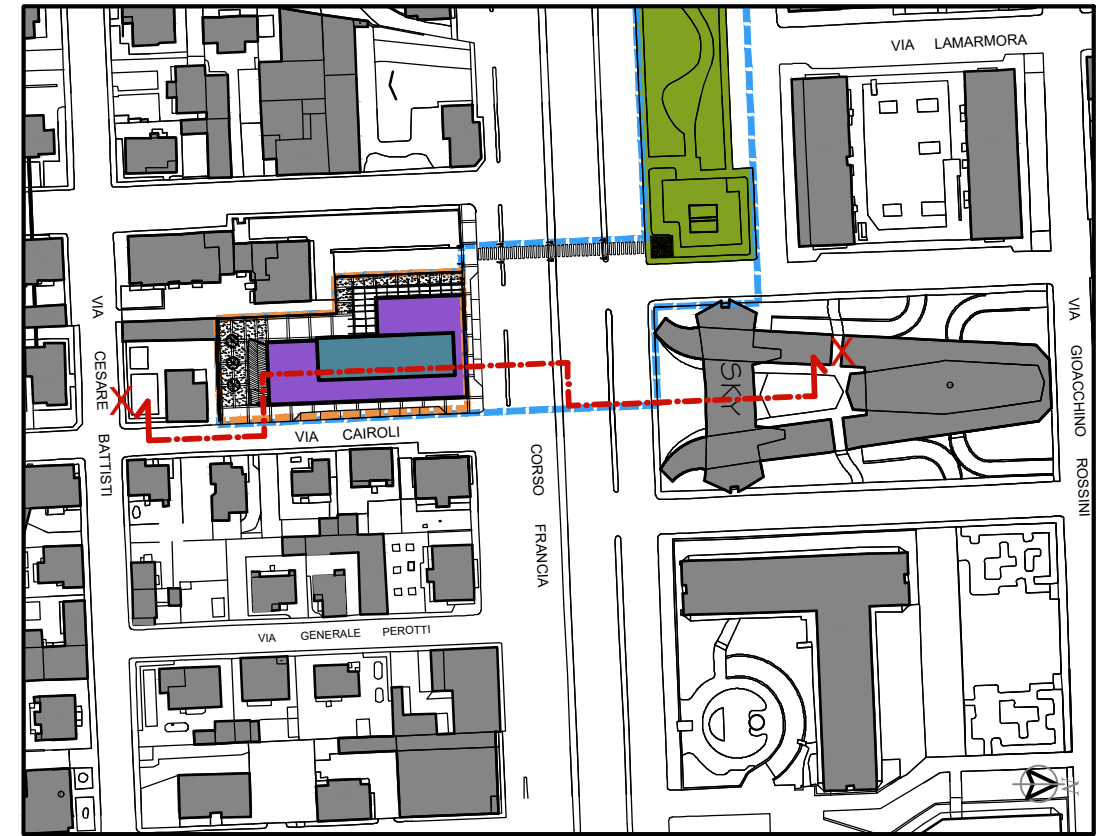 VIA LAMARMORA
VIA CESARE BATTISTI
X
SKY
X
VIA GIOACCHINO ROSSINI
VIA CAIROLI
CORSO FRANCIA
VIA GENERALE PEROTTI
N